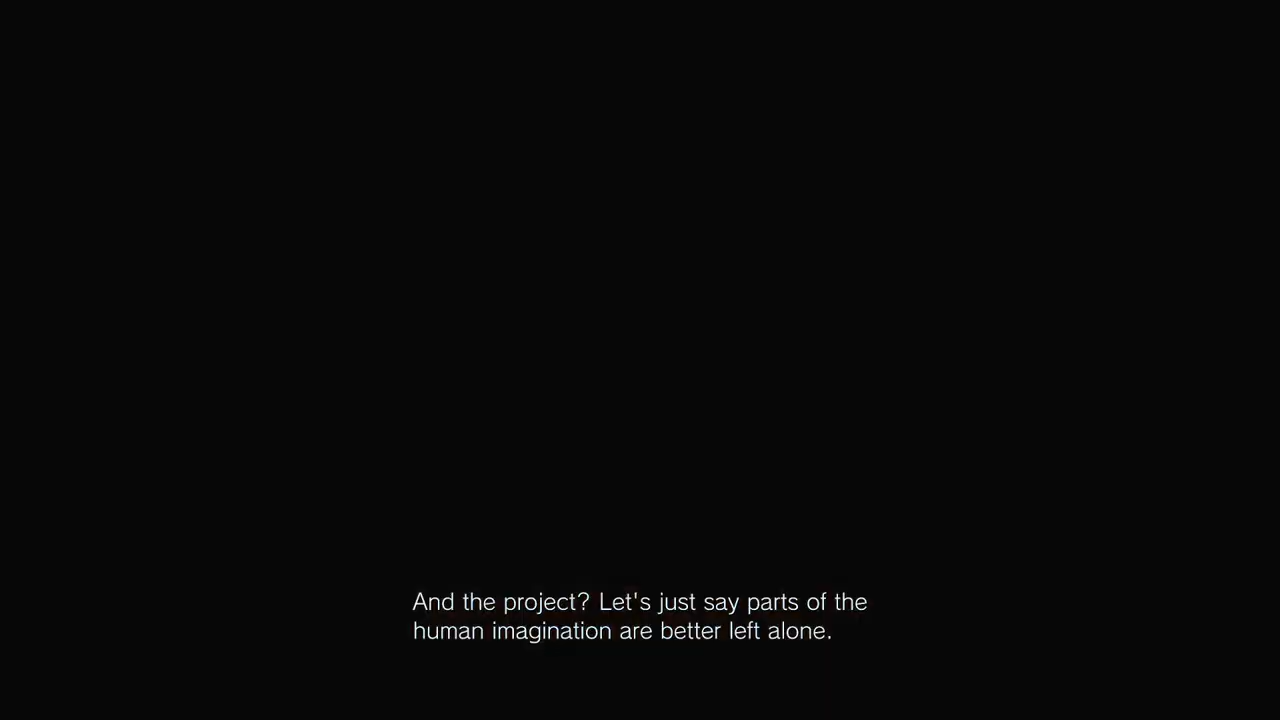 And the project? Let's just say parts of the
human imagination are better left alone.